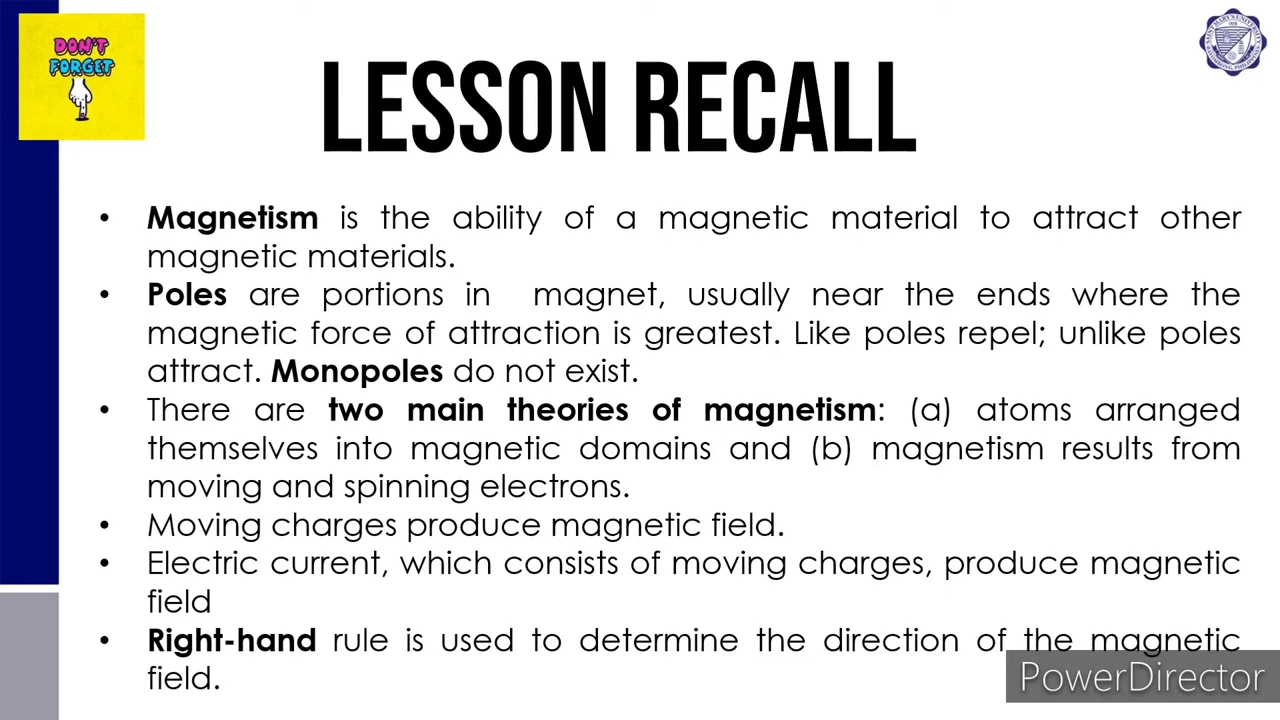 DON'T
FORGET
LESSON RECALL
• Magnetism is the ability of a magnetic material to attract other
magnetic materials.
• Poles are portions in magnet, usually near the ends where the
magnetic force of attraction is greatest. Like poles repel; unlike poles
attract. Monopoles do not exist.
• There are two main theories of magnetism: (a) atoms arranged
themselves into magnetic domains and (b) magnetism results from
moving and spinning electrons.
• Moving charges produce magnetic field.
• Electric current, which consists of moving charges, produce magnetic
field
• Right-hand rule is used to determine the direction of the magnetic
field.
PowerDirector